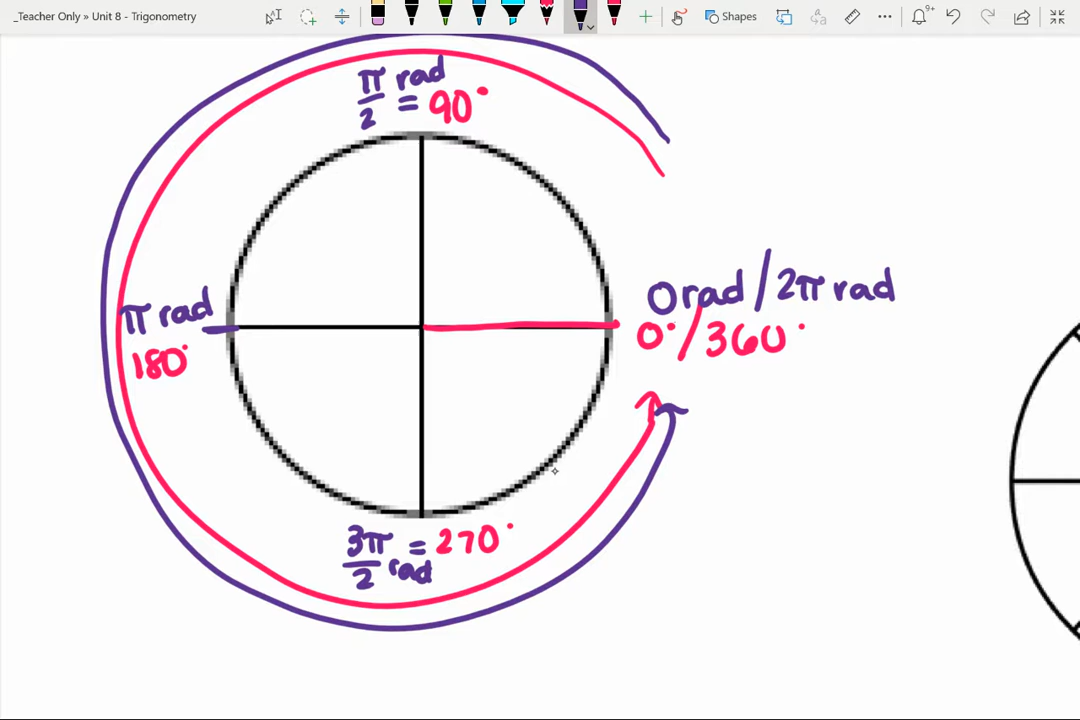 _Teacher Only » Unit 8 - Trigonometry
Shapes
9+
π/2 rad = 90°
0 rad / 2π rad
0° / 360°
π rad
180°
3π/2 rad = 270°